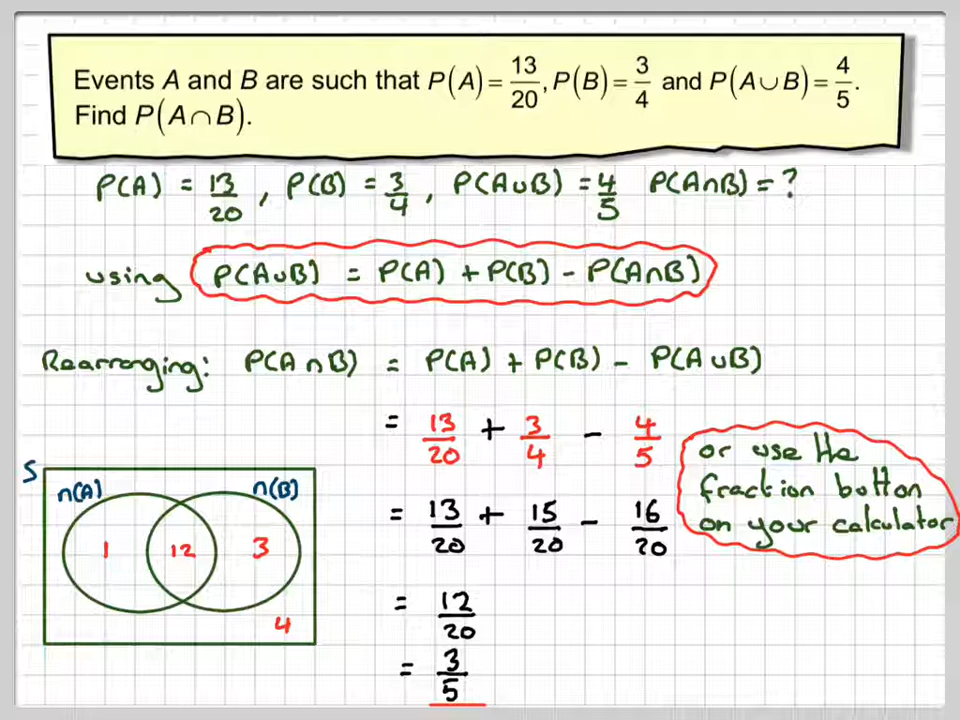 Events A and B are such that P(A) = 13/20, P(B) = 3/4 and P(A∪B) = 4/5.
Find P(A∩B).
P(A) = 13/20, P(B) = 3/4, P(A∪B) = 4/5 P(A∩B) = ?
using P(A∪B) = P(A) + P(B) - P(A∩B)
Rearranging: P(A∩B) = P(A) + P(B) - P(A∪B)
= 13/20 + 3/4 - 4/5
or use the
fraction button
on your calculator
= 13/20 + 15/20 - 16/20
= 12/20
= 3/5
S
n(A) n(B)
1 12 3
4